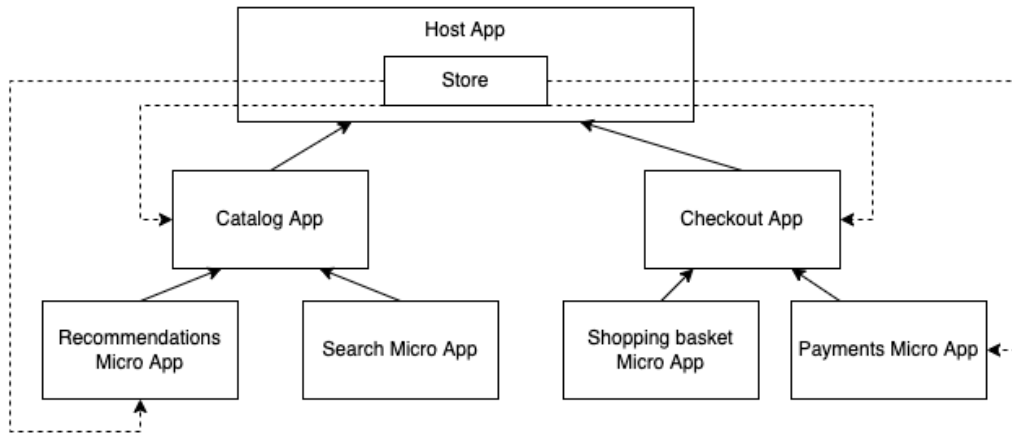 Host App
Store
Catalog App
Checkout App
Recommendations
Micro App
Search Micro App
Shopping basket
Micro App
Payments Micro App